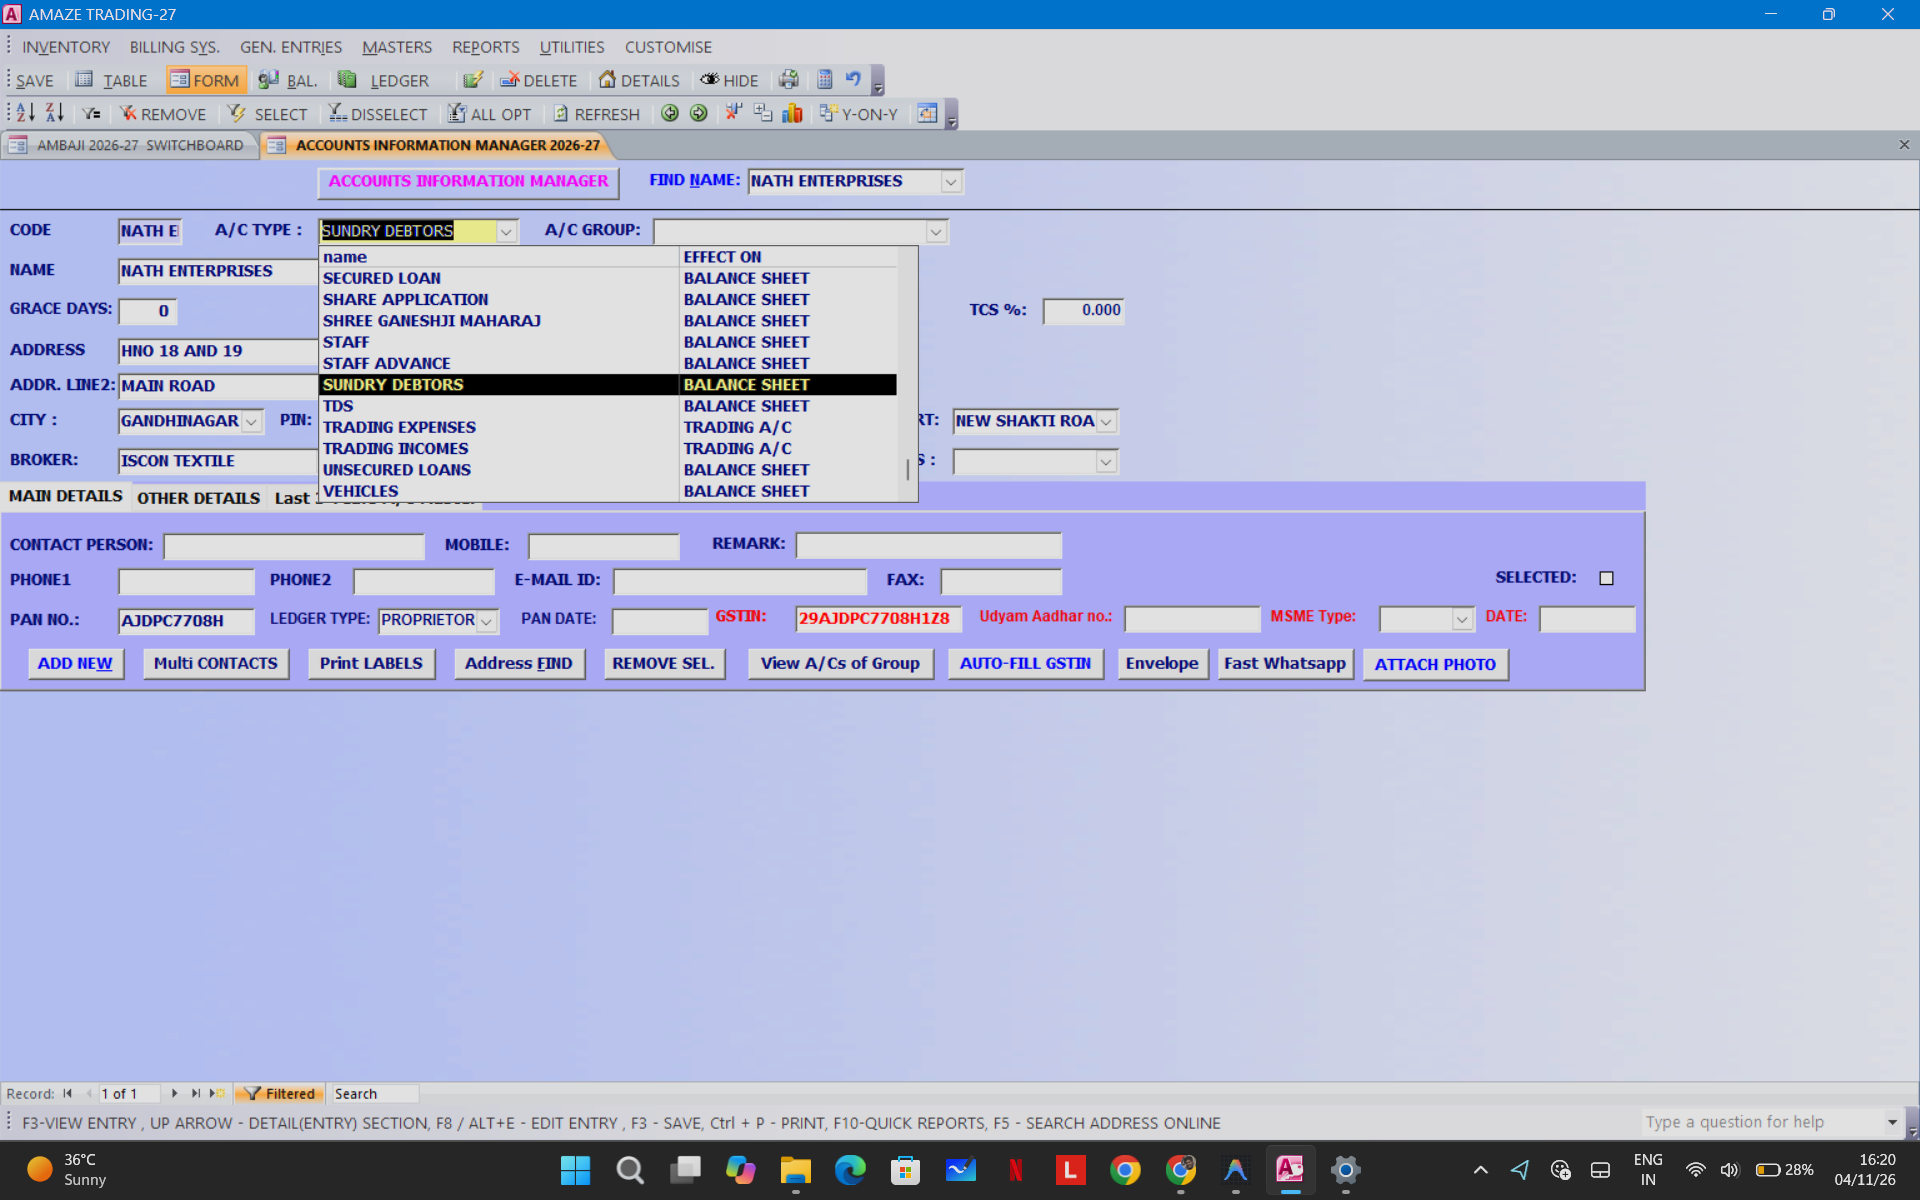 AMAZE TRADING-27
INVENTORY BILLING SYS. GEN. ENTRIES MASTERS REPORTS UTILITIES CUSTOMISE
SAVE TABLE FORM BAL. LEDGER DELETE DETAILS HIDE
REMOVE SELECT DISSELECT ALL OPT REFRESH Y-ON-Y
AMBAJI 2026-27 SWITCHBOARD ACCOUNTS INFORMATION MANAGER 2026-27
ACCOUNTS INFORMATION MANAGER FIND NAME: NATH ENTERPRISES
CODE NATH E A/C TYPE : SUNDRY DEBTORS A/C GROUP:
name EFFECT ON
NAME NATH ENTERPRISES
SECURED LOAN BALANCE SHEET
SHARE APPLICATION BALANCE SHEET
GRACE DAYS: 0 TCS %: 0.000
SHREE GANESHJI MAHARAJ BALANCE SHEET
STAFF BALANCE SHEET
ADDRESS HNO 18 AND 19
STAFF ADVANCE BALANCE SHEET
ADDR. LINE2: MAIN ROAD
SUNDRY DEBTORS BALANCE SHEET
TDS BALANCE SHEET
CITY : GANDHINAGAR PIN: RT: NEW SHAKTI ROA
TRADING EXPENSES TRADING A/C
TRADING INCOMES TRADING A/C
BROKER: ISCON TEXTILE S :
UNSECURED LOANS BALANCE SHEET
VEHICLES BALANCE SHEET
MAIN DETAILS OTHER DETAILS Last
CONTACT PERSON: MOBILE: REMARK:
PHONE1 PHONE2 E-MAIL ID: FAX: SELECTED:
PAN NO.: AJDPC7708H LEDGER TYPE: PROPRIETOR PAN DATE: GSTIN: 29AJDPC7708H1Z8 Udyam Aadhar no.: MSME Type: DATE:
ADD NEW Multi CONTACTS Print LABELS Address FIND REMOVE SEL. View A/Cs of Group AUTO-FILL GSTIN Envelope Fast Whatsapp ATTACH PHOTO
Record: 1 of 1 Filtered Search
F3-VIEW ENTRY , UP ARROW - DETAIL(ENTRY) SECTION, F8 / ALT+E - EDIT ENTRY , F3 - SAVE, Ctrl + P - PRINT, F10-QUICK REPORTS, F5 - SEARCH ADDRESS ONLINE Type a question for help
36°C
Sunny
ENG
IN
28%
16:20
04/11/26